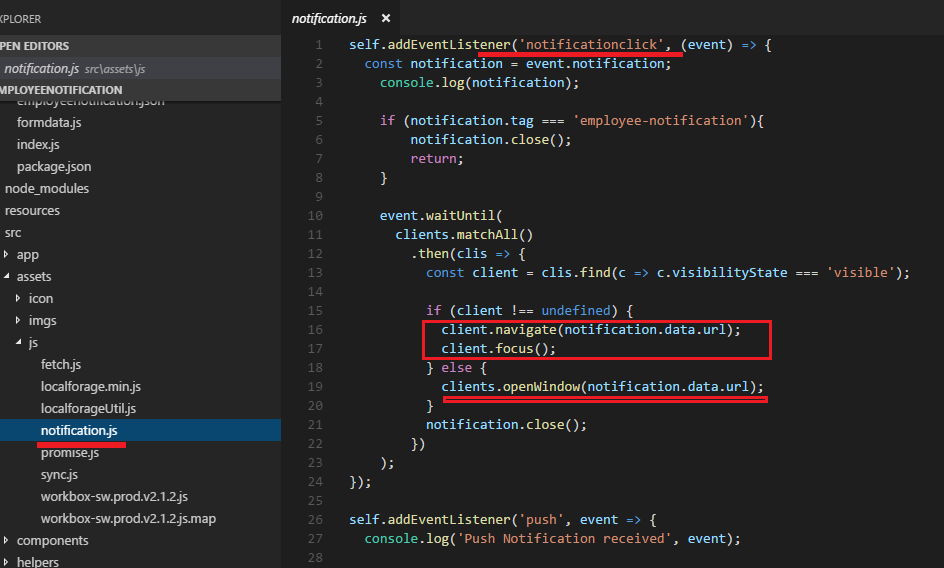 XPLORER
PEN EDITORS
notification.js src\assets\js
MPLOYEENOTIFICATION
employeenotification.json
formdata.js
index.js
package.json
node_modules
resources
src
app
assets
icon
imgs
js
fetch.js
localforage.min.js
localforageUtil.js
notification.js
promise.js
sync.js
workbox-sw.prod.v2.1.2.js
workbox-sw.prod.v2.1.2.js.map
components
helpers
notification.js ×
1 self.addEventListener('notificationclick', (event) => {
2 const notification = event.notification;
3 console.log(notification);
4
5 if (notification.tag === 'employee-notification'){
6 notification.close();
7 return;
8 }
9
10 event.waitUntil(
11 clients.matchAll()
12 .then(clis => {
13 const client = clis.find(c => c.visibilityState === 'visible');
14
15 if (client !== undefined) {
16 client.navigate(notification.data.url);
17 client.focus();
18 } else {
19 clients.openWindow(notification.data.url);
20 }
21 notification.close();
22 })
23 );
24 });
25
26 self.addEventListener('push', event => {
27 console.log('Push Notification received', event);
28